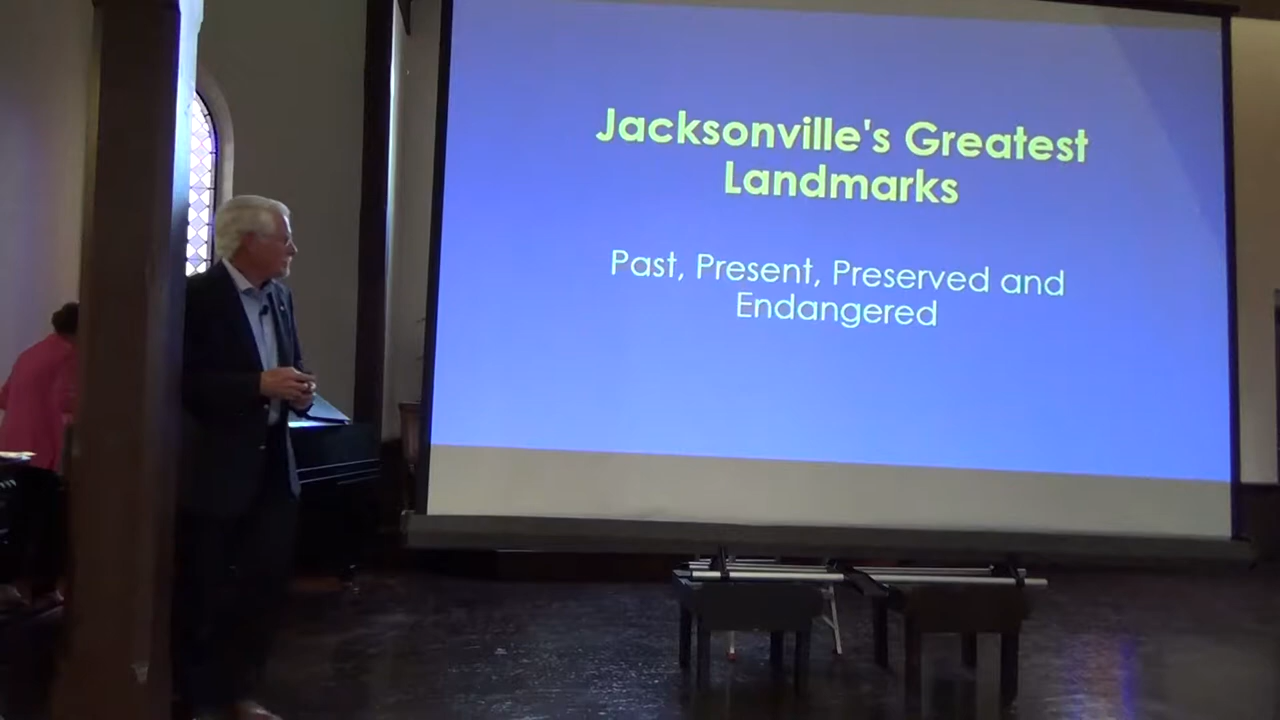 Jacksonville's Greatest
Landmarks
Past, Present, Preserved and
Endangered